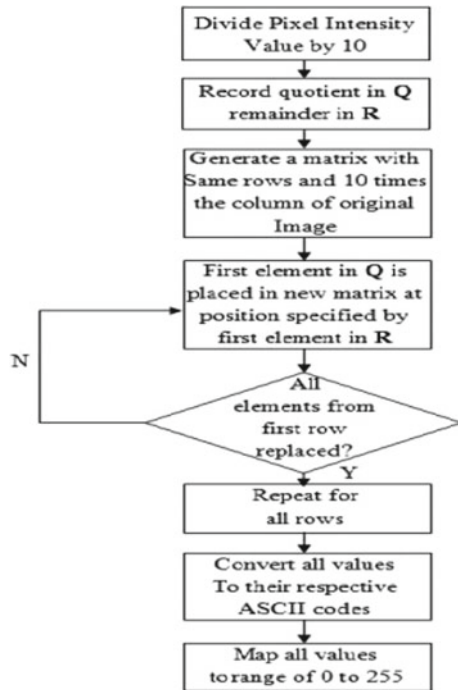 Divide Pixel Intensity
Value by 10
Record quotient in Q
remainder in R
Generate a matrix with
Same rows and 10 times
the column of original
Image
First element in Q is
placed in new matrix at
position specified by
first element in R
N
All
elements from
first row
replaced?
Y
Repeat for
all rows
Convert all values
To their respective
ASCII codes
Map all values
to range of 0 to 255